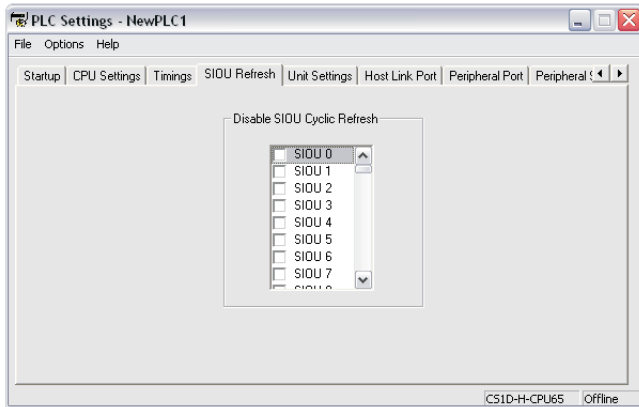 PLC Settings - NewPLC1
File Options Help
Startup CPU Settings Timings SIOU Refresh Unit Settings Host Link Port Peripheral Port Peripheral
Disable SIOU Cyclic Refresh
SIOU 0
SIOU 1
SIOU 2
SIOU 3
SIOU 4
SIOU 5
SIOU 6
SIOU 7
CS1D-H-CPU65 Offline